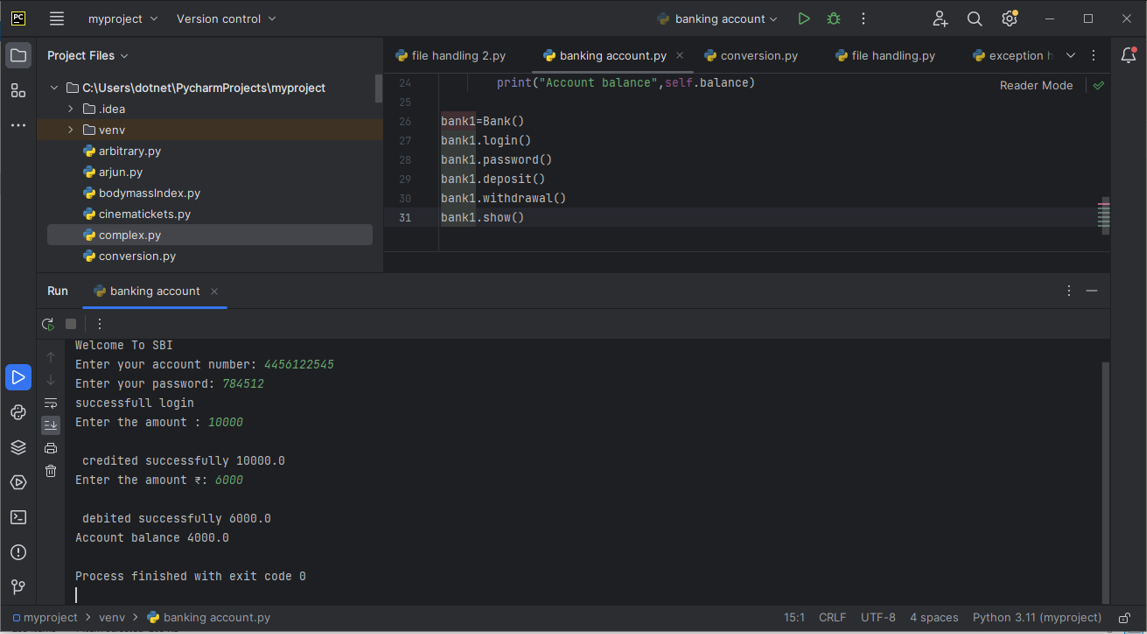 PC
myproject
Version control
banking account
Project Files
file handling 2.py
banking account.py
conversion.py
file handling.py
exception h
C:\Users\dotnet\PycharmProjects\myproject
.idea
venv
arbitrary.py
arjun.py
bodymassIndex.py
cinematickets.py
complex.py
conversion.py
Reader Mode
24 print("Account balance",self.balance)
25
26 bank1=Bank()
27 bank1.login()
28 bank1.password()
29 bank1.deposit()
30 bank1.withdrawal()
31 bank1.show()
Run
banking account
Welcome To SBI
Enter your account number: 4456122545
Enter your password: 784512
successfull login
Enter the amount : 10000
credited successfully 10000.0
Enter the amount ₹: 6000
debited successfully 6000.0
Account balance 4000.0
Process finished with exit code 0
myproject
venv
banking account.py
15:1
CRLF
UTF-8
4 spaces
Python 3.11 (myproject)